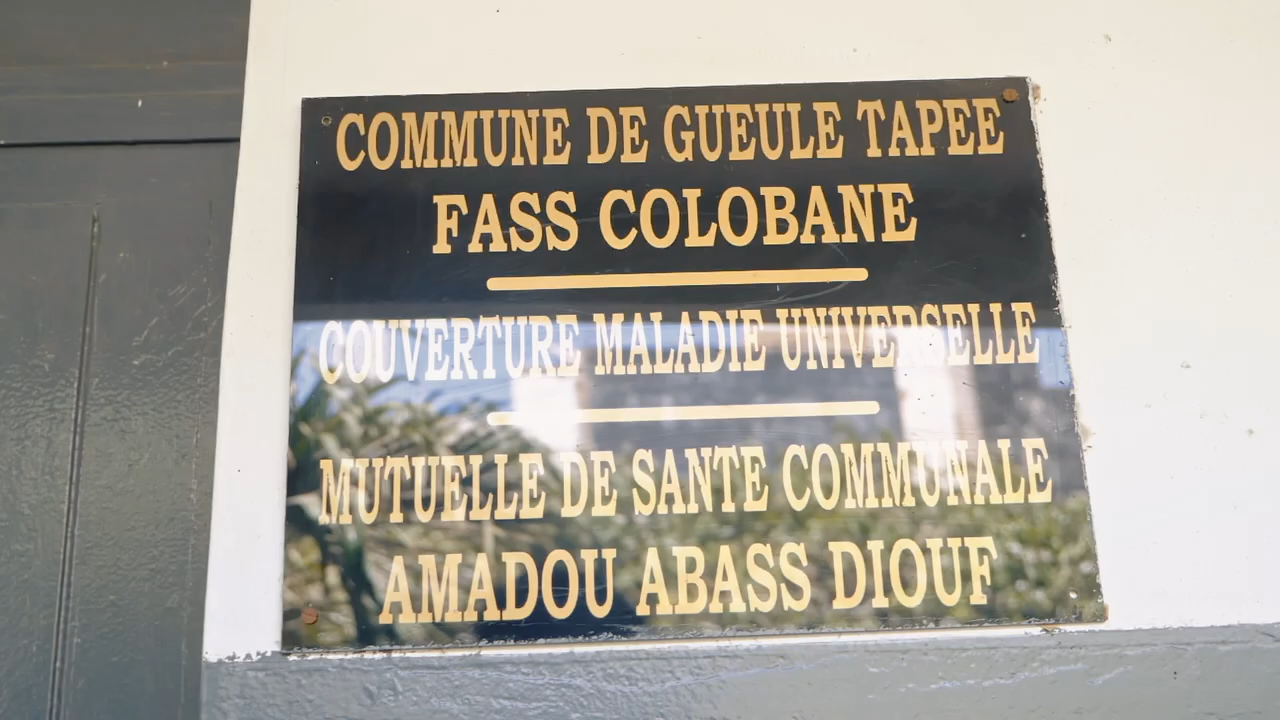 COMMUNE DE GUEULE TAPEE
FASS COLOBANE
COUVERTURE MALADIE UNIVERSELLE
MUTUELLE DE SANTE COMMUNALE
AMADOU ABASS DIOUF